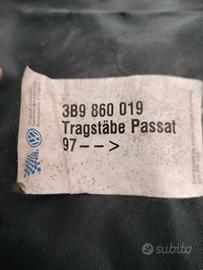 3B9 860 019
Tragstäbe Passat
97-->
subito